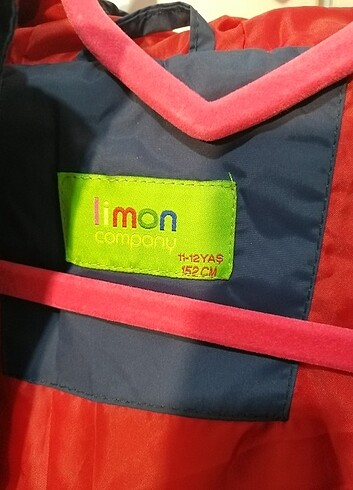 limon
company
11-12 YAŞ
152 CM